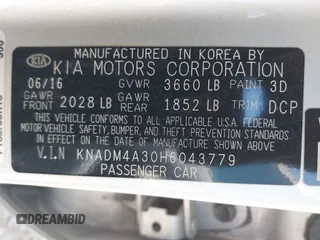 MANUFACTURED IN KOREA BY
KIA KIA MOTORS CORPORATION
06/16 GVWR 3660 LB PAINT 3D
GAWR FRONT 2028 LB GAWR REAR 1852 LB TRIM DCP
THIS VEHICLE CONFORMS TO ALL APPLICABLE U.S. FEDERAL
MOTOR VEHICLE SAFETY, BUMPER, AND THEFT PREVENTION
STANDARDS IN EFFECT ON THE DATE OF MANUFACTURE
SHOWN ABOVE.
V.I.N KNADM4A30H6043779
PASSENGER CAR
DREAMBID